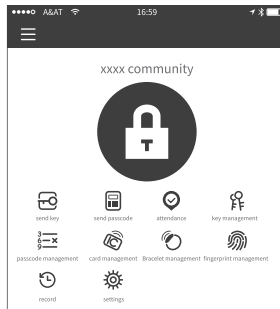 A&AT 16:59
xxxx community
T
send key send passcode attendance key management
passcode management card management Bracelet management fingerprint management
record settings